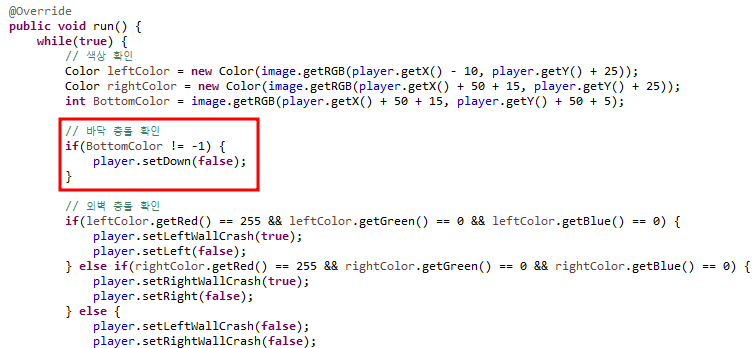 @Override
public void run() {
while(true) {
// 색상 확인
Color leftColor = new Color(image.getRGB(player.getX() - 10, player.getY() + 25));
Color rightColor = new Color(image.getRGB(player.getX() + 50 + 15, player.getY() + 25));
int BottomColor = image.getRGB(player.getX() + 50 + 15, player.getY() + 50 + 5);
// 바닥 충돌 확인
if(BottomColor != -1) {
player.setDown(false);
}
// 외벽 충돌 확인
if(leftColor.getRed() == 255 && leftColor.getGreen() == 0 && leftColor.getBlue() == 0) {
player.setLeftWallCrash(true);
player.setLeft(false);
} else if(rightColor.getRed() == 255 && rightColor.getGreen() == 0 && rightColor.getBlue() == 0) {
player.setRightWallCrash(true);
player.setRight(false);
} else {
player.setLeftWallCrash(false);
player.setRightWallCrash(false);